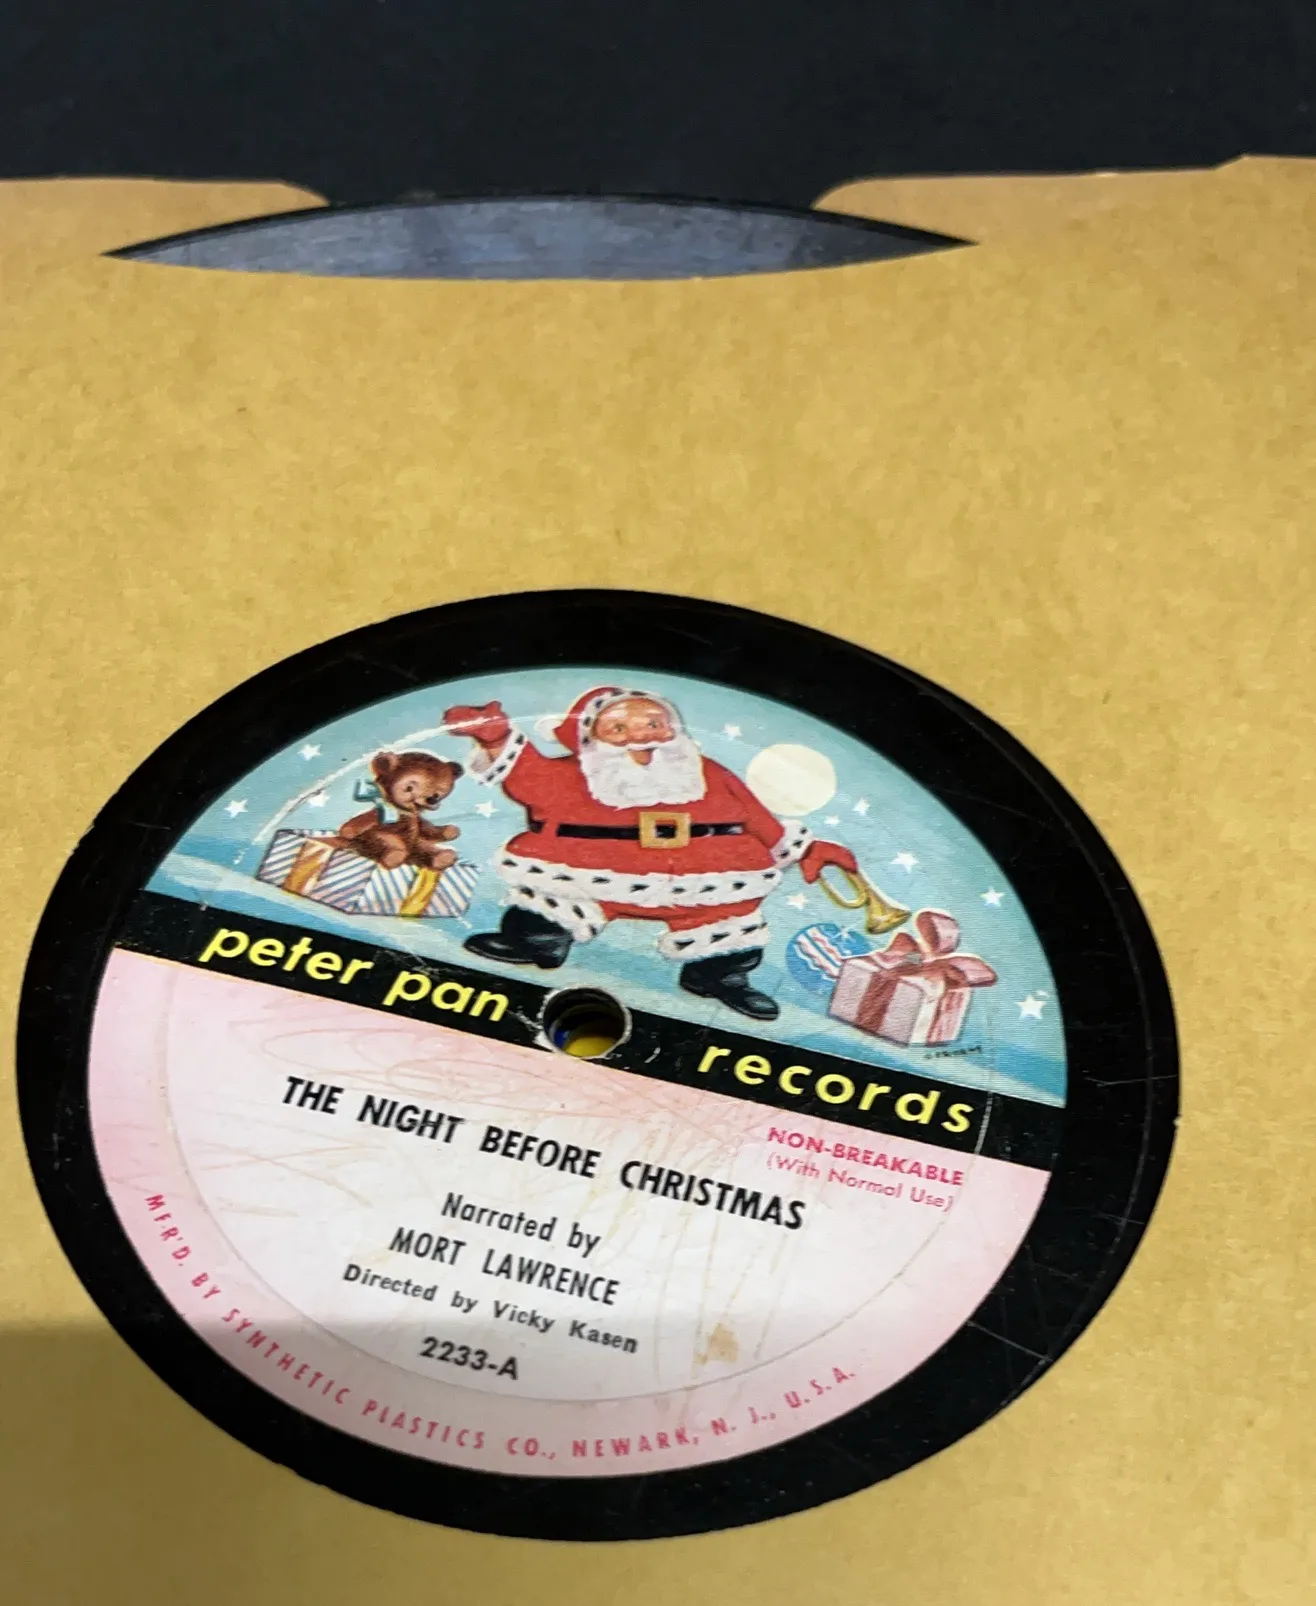 peter pan records
NON-BREAKABLE
(With Normal Use)
THE NIGHT BEFORE CHRISTMAS
Narrated by
MORT LAWRENCE
Directed by Vicky Kasen
2233-A
MF'R'D. BY SYNTHETIC PLASTICS CO., NEWARK, N. J., U. S. A.